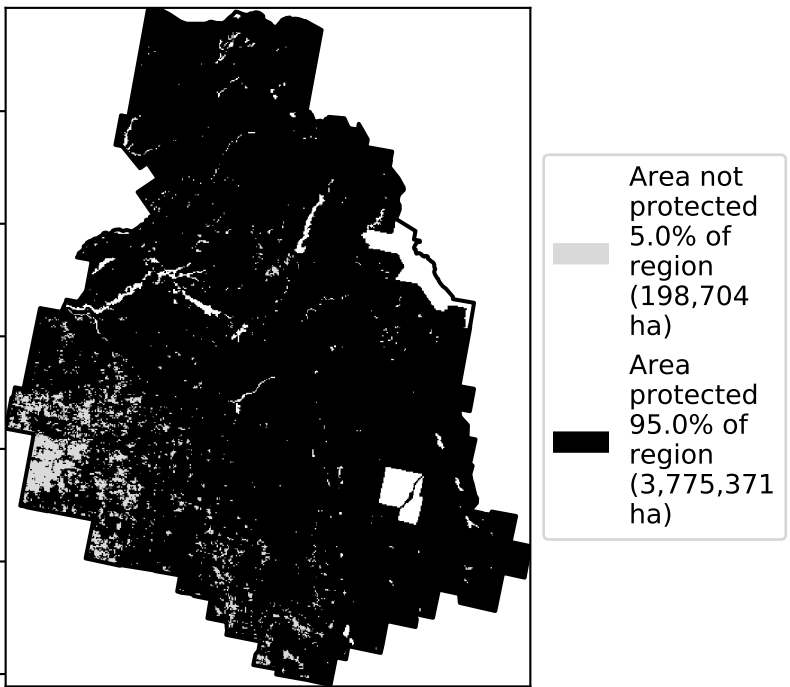 Area not
protected
5.0% of
region
(198,704
ha)
Area
protected
95.0% of
region
(3,775,371
ha)